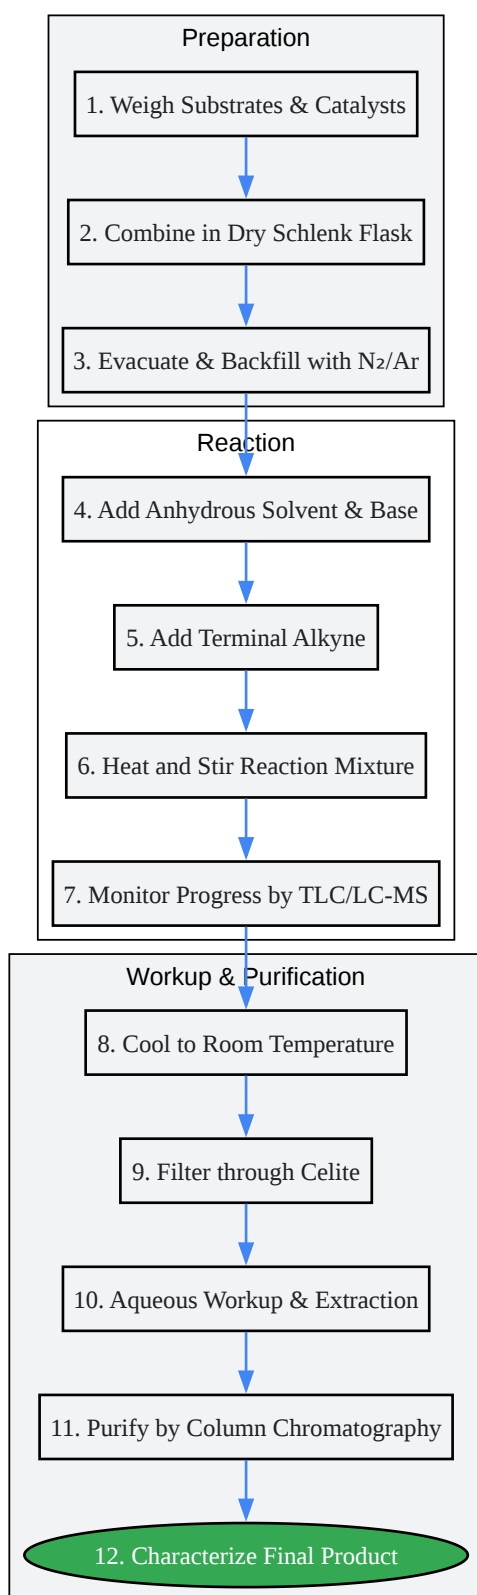 Preparation
1. Weigh Substrates & Catalysts
2. Combine in Dry Schlenk Flask
3. Evacuate & Backfill with N₂/Ar
Reaction
4. Add Anhydrous Solvent & Base
5. Add Terminal Alkyne
6. Heat and Stir Reaction Mixture
7. Monitor Progress by TLC/LC-MS
Workup & Purification
8. Cool to Room Temperature
9. Filter through Celite
10. Aqueous Workup & Extraction
11. Purify by Column Chromatography
12. Characterize Final Product